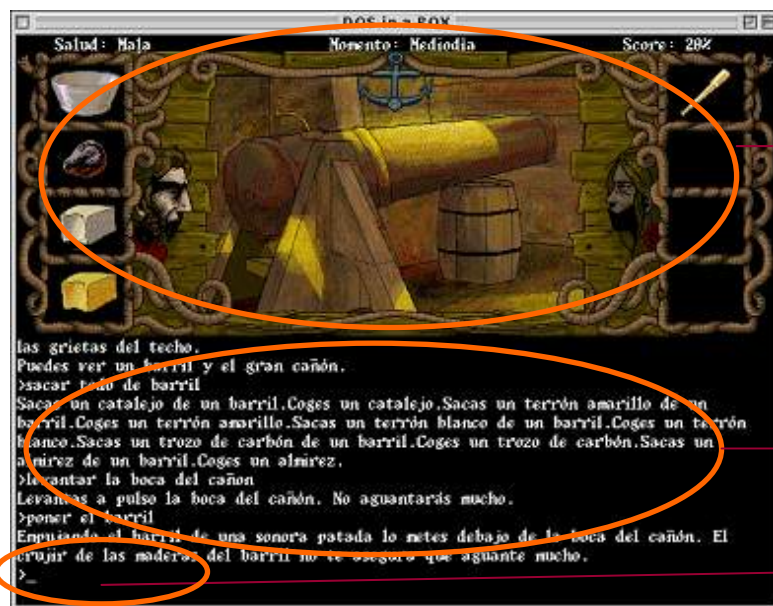 DOS in a BOX
Salud: Mala Momento: Mediodia Score: 20%
las grietas del techo.
Puedes ver un barril y el gran cañón.
>sacar todo de barril
Sacas un catalejo de un barril.Coges un catalejo.Sacas un terrón amarillo de un
barril.Coges un terrón amarillo.Sacas un terrón blanco de un barril.Coges un terrón
blanco.Sacas un trozo de carbón de un barril.Coges un trozo de carbón.Sacas un
almirez de un barril.Coges un almirez.
>levantar la boca del cañon
Levantas a pulso la boca del cañón. No aguantarás mucho.
>poner el barril
Empujando el barril de una sonora patada lo metes debajo de la boca del cañón. El
crujir de las maderas del barril no te asegura que aguante mucho.
>_